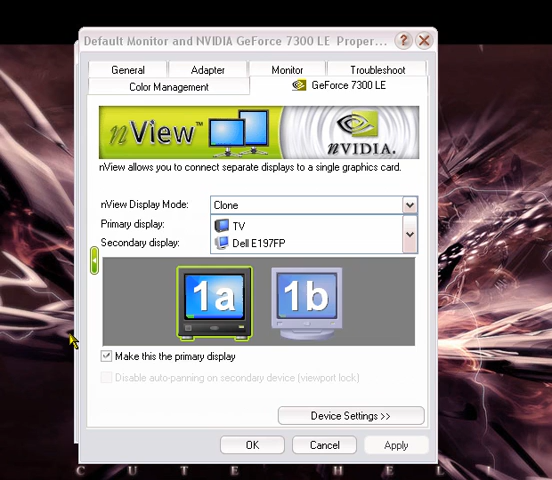 Default Monitor and NVIDIA GeForce 7300 LE Proper...
General Adapter Monitor Troubleshoot
Color Management GeForce 7300 LE
nView™ nVIDIA.
nView allows you to connect separate displays to a single graphics card.
nView Display Mode: Clone
Primary display: TV
Secondary display: Dell E197FP
1a 1b
Make this the primary display
Disable auto-panning on secondary device (viewport lock)
Device Settings >>
OK Cancel Apply
C U T E H E L I